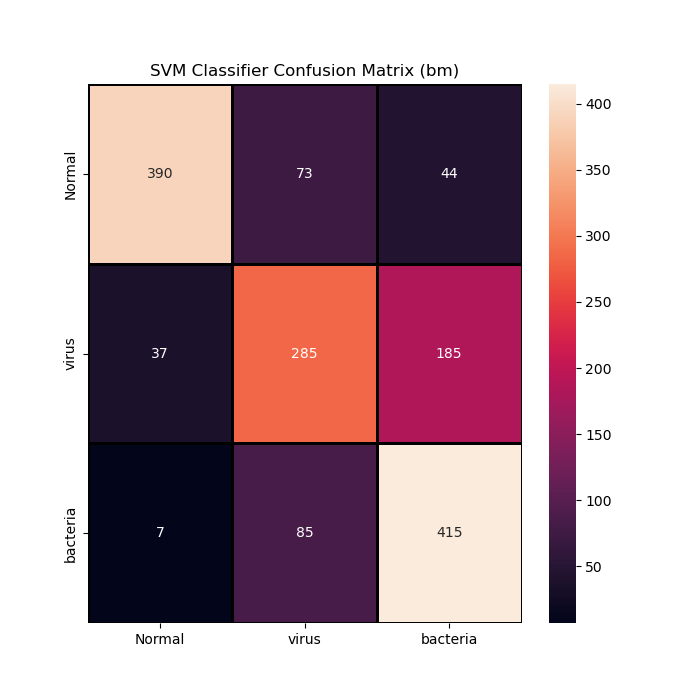 SVM Classifier Confusion Matrix (bm)
Normal
390
73
44
virus
37
285
185
bacteria
7
85
415
Normal
virus
bacteria
400
350
300
250
200
150
100
50